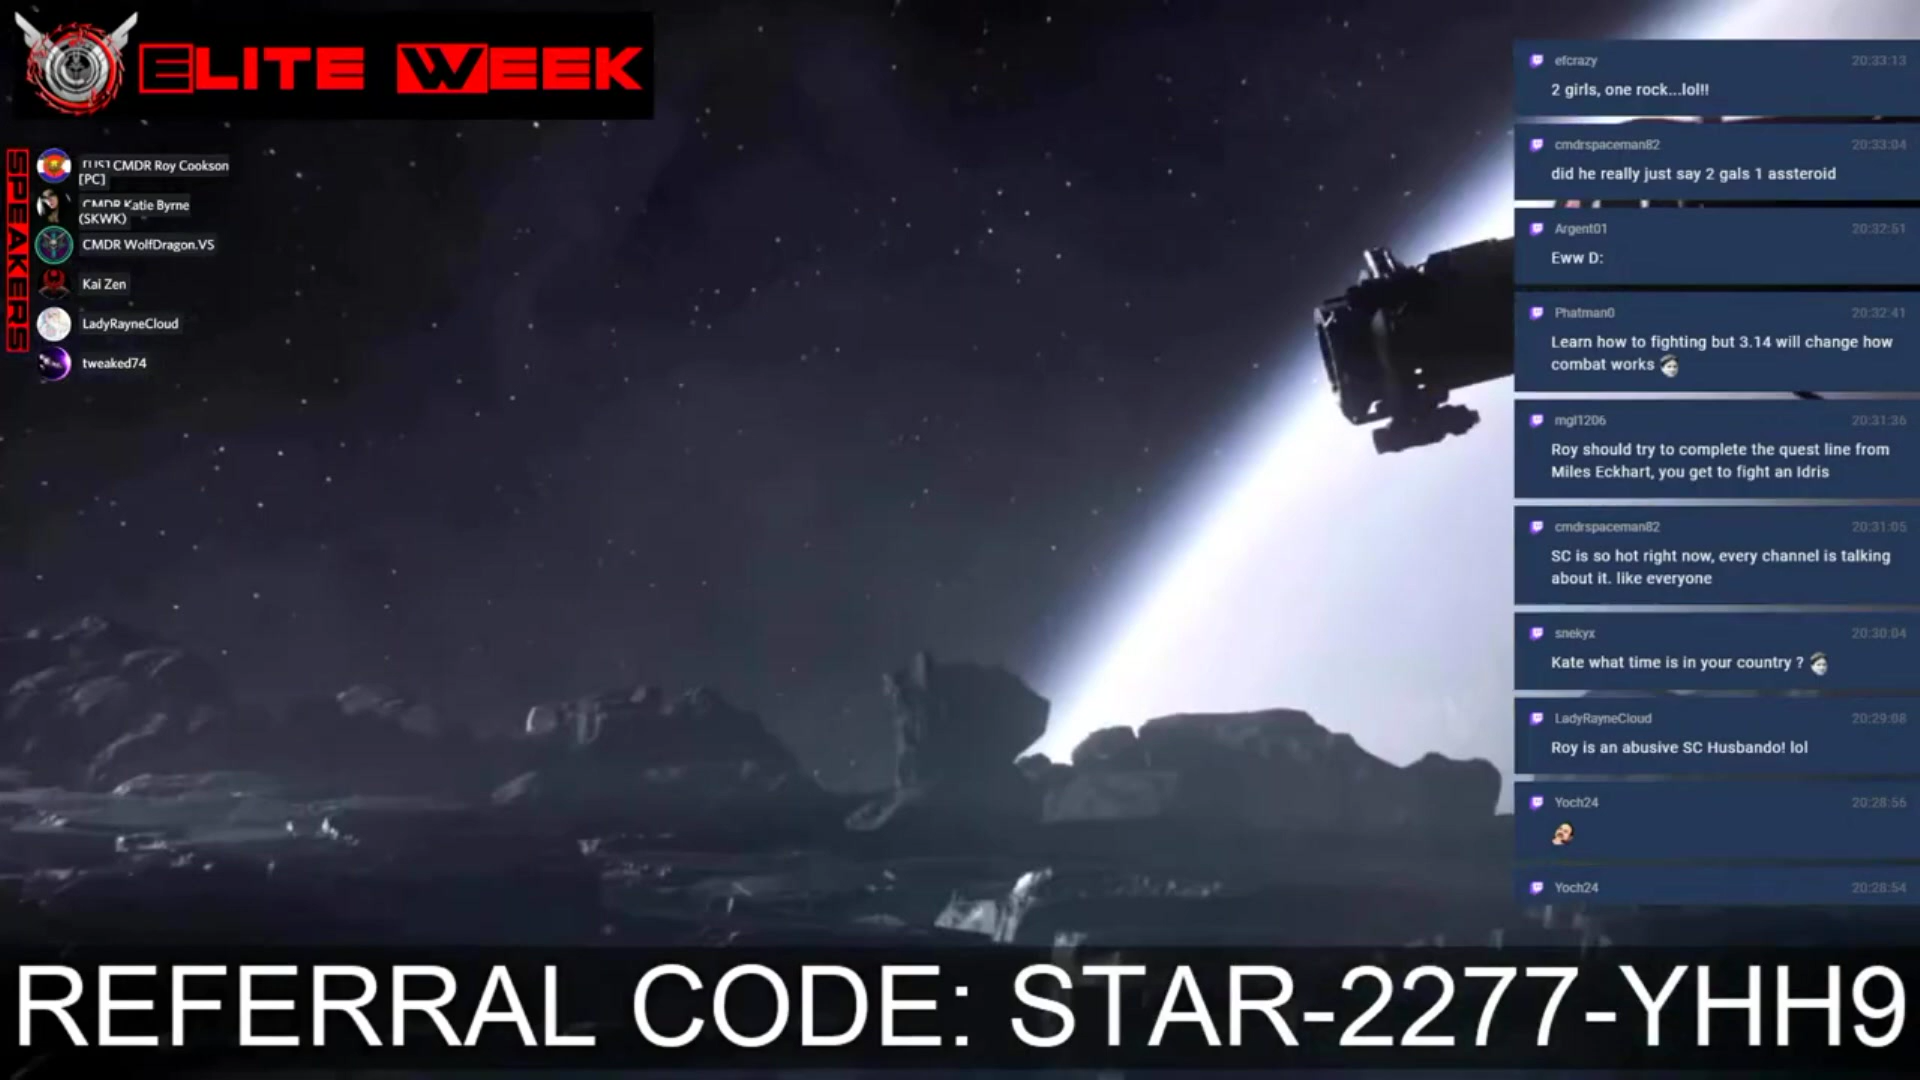 ELITE WEEK
SPEAKERS
[US] CMDR Roy Cookson
[PC]
CMDR Katie Byrne
(SKWK)
CMDR WolfDragon.VS
Kai Zen
LadyRayneCloud
tweaked74
efcrazy 20:33:13
2 girls, one rock...lol!!
cmdrspaceman82 20:33:04
did he really just say 2 gals 1 assteroid
Argent01 20:32:51
Eww D:
Phatman0 20:32:41
Learn how to fighting but 3.14 will change how
combat works
mgl1206 20:31:36
Roy should try to complete the quest line from
Miles Eckhart, you get to fight an Idris
cmdrspaceman82 20:31:05
SC is so hot right now, every channel is talking
about it. like everyone
snekyx 20:30:04
Kate what time is in your country ?
LadyRayneCloud 20:29:08
Roy is an abusive SC Husbando! lol
Yoch24 20:28:56
Yoch24 20:28:54
REFERRAL CODE: STAR-2277-YHH9